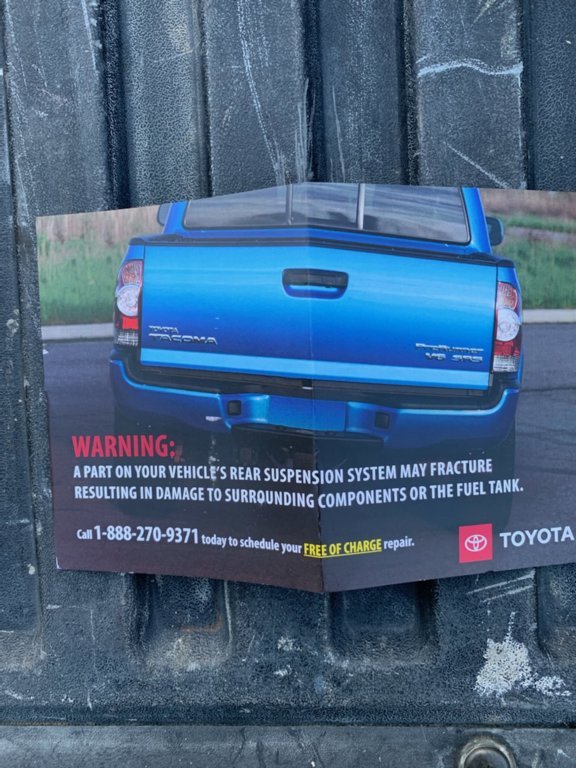 TOYOTA
TACOMA
PreRunner
V6 SR5
WARNING:
A PART ON YOUR VEHICLE'S REAR SUSPENSION SYSTEM MAY FRACTURE
RESULTING IN DAMAGE TO SURROUNDING COMPONENTS OR THE FUEL TANK.
Call 1-888-270-9371 today to schedule your FREE OF CHARGE repair.
TOYOTA